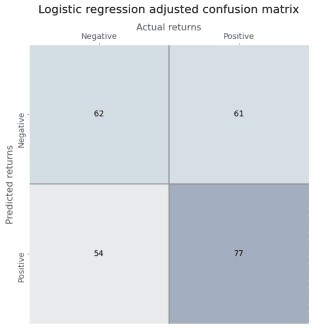 Logistic regression adjusted confusion matrix
Actual returns
Negative Positive
Predicted returns
Negative
62 61
Positive
54 77